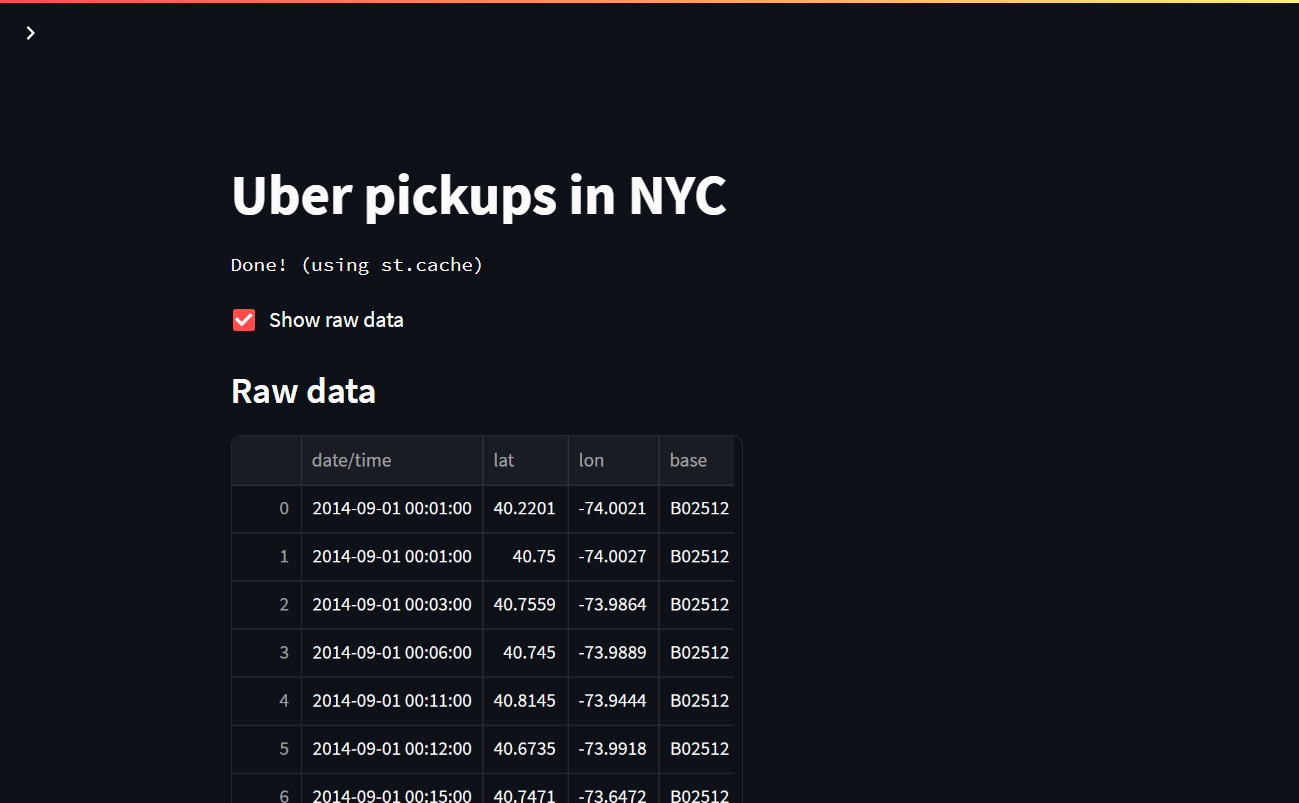 Uber pickups in NYC
Done! (using st.cache)
Show raw data
Raw data
date/time lat lon base
0 2014-09-01 00:01:00 40.2201 -74.0021 B02512
1 2014-09-01 00:01:00 40.75 -74.0027 B02512
2 2014-09-01 00:03:00 40.7559 -73.9864 B02512
3 2014-09-01 00:06:00 40.745 -73.9889 B02512
4 2014-09-01 00:11:00 40.8145 -73.9444 B02512
5 2014-09-01 00:12:00 40.6735 -73.9918 B02512
6 2014-09-01 00:15:00 40.7471 -73.6472 B02512